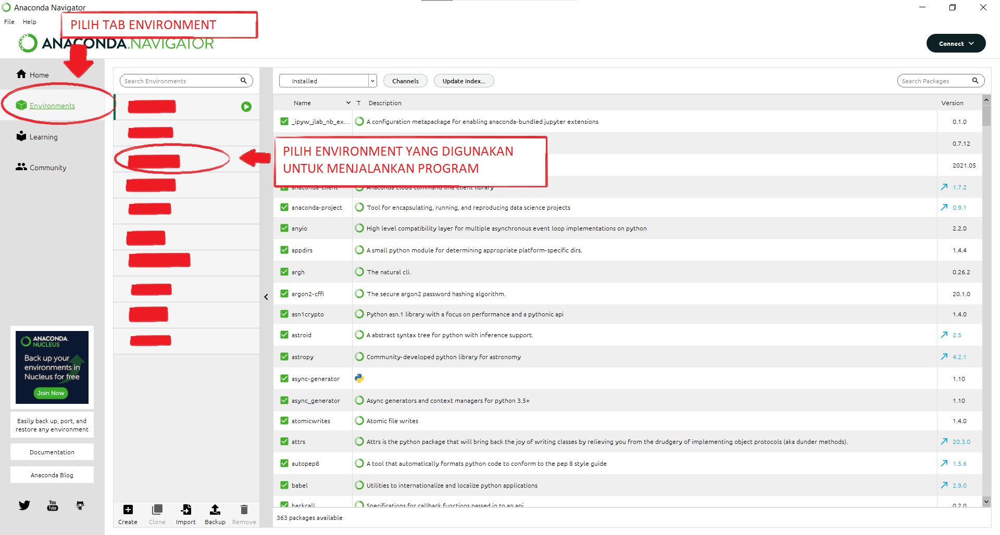 Anaconda Navigator
File Help
PILIH TAB ENVIRONMENT
ANACONDA.NAVIGATOR
Connect
Home
Environments
Learning
Community
ANACONDA.
NUCLEUS
Back up your
environments in
Nucleus for free
Join Now
Easily back up, port, and
restore any environment
Documentation
Anaconda Blog
You
Tube
Search Environments
Create Clone Import Backup Remove
Installed Channels Update index... Search Packages
Name T Description Version
_ipyw_jlab_nb_ex... A configuration metapackage for enabling anaconda-bundled jupyter extensions 0.1.0
0.7.12
PILIH ENVIRONMENT YANG DIGUNAKAN
UNTUK MENJALANKAN PROGRAM
2021.05
anaconda-client Anaconda cloud command line client library 1.7.2
anaconda-project Tool for encapsulating, running, and reproducing data science projects 0.9.1
anyio High level compatibility layer for multiple asynchronous event loop implementations on python 2.2.0
appdirs A small python module for determining appropriate platform-specific dirs. 1.4.4
argh The natural cli. 0.26.2
argon2-cffi The secure argon2 password hashing algorithm. 20.1.0
asn1crypto Python asn.1 library with a focus on performance and a pythonic api 1.4.0
astroid A abstract syntax tree for python with inference support. 2.5
astropy Community-developed python library for astronomy 4.2.1
async-generator 1.10
async_generator Async generators and context managers for python 3.5+ 1.10
atomicwrites Atomic file writes 1.4.0
attrs Attrs is the python package that will bring back the joy of writing classes by relieving you from the drudgery of implementing object protocols (aka dunder methods). 20.3.0
autopep8 A tool that automatically formats python code to conform to the pep 8 style guide 1.5.6
babel Utilities to internationalize and localize python applications 2.9.0
backcall Specifications for callback functions passed in to an api 0.2.0
363 packages available